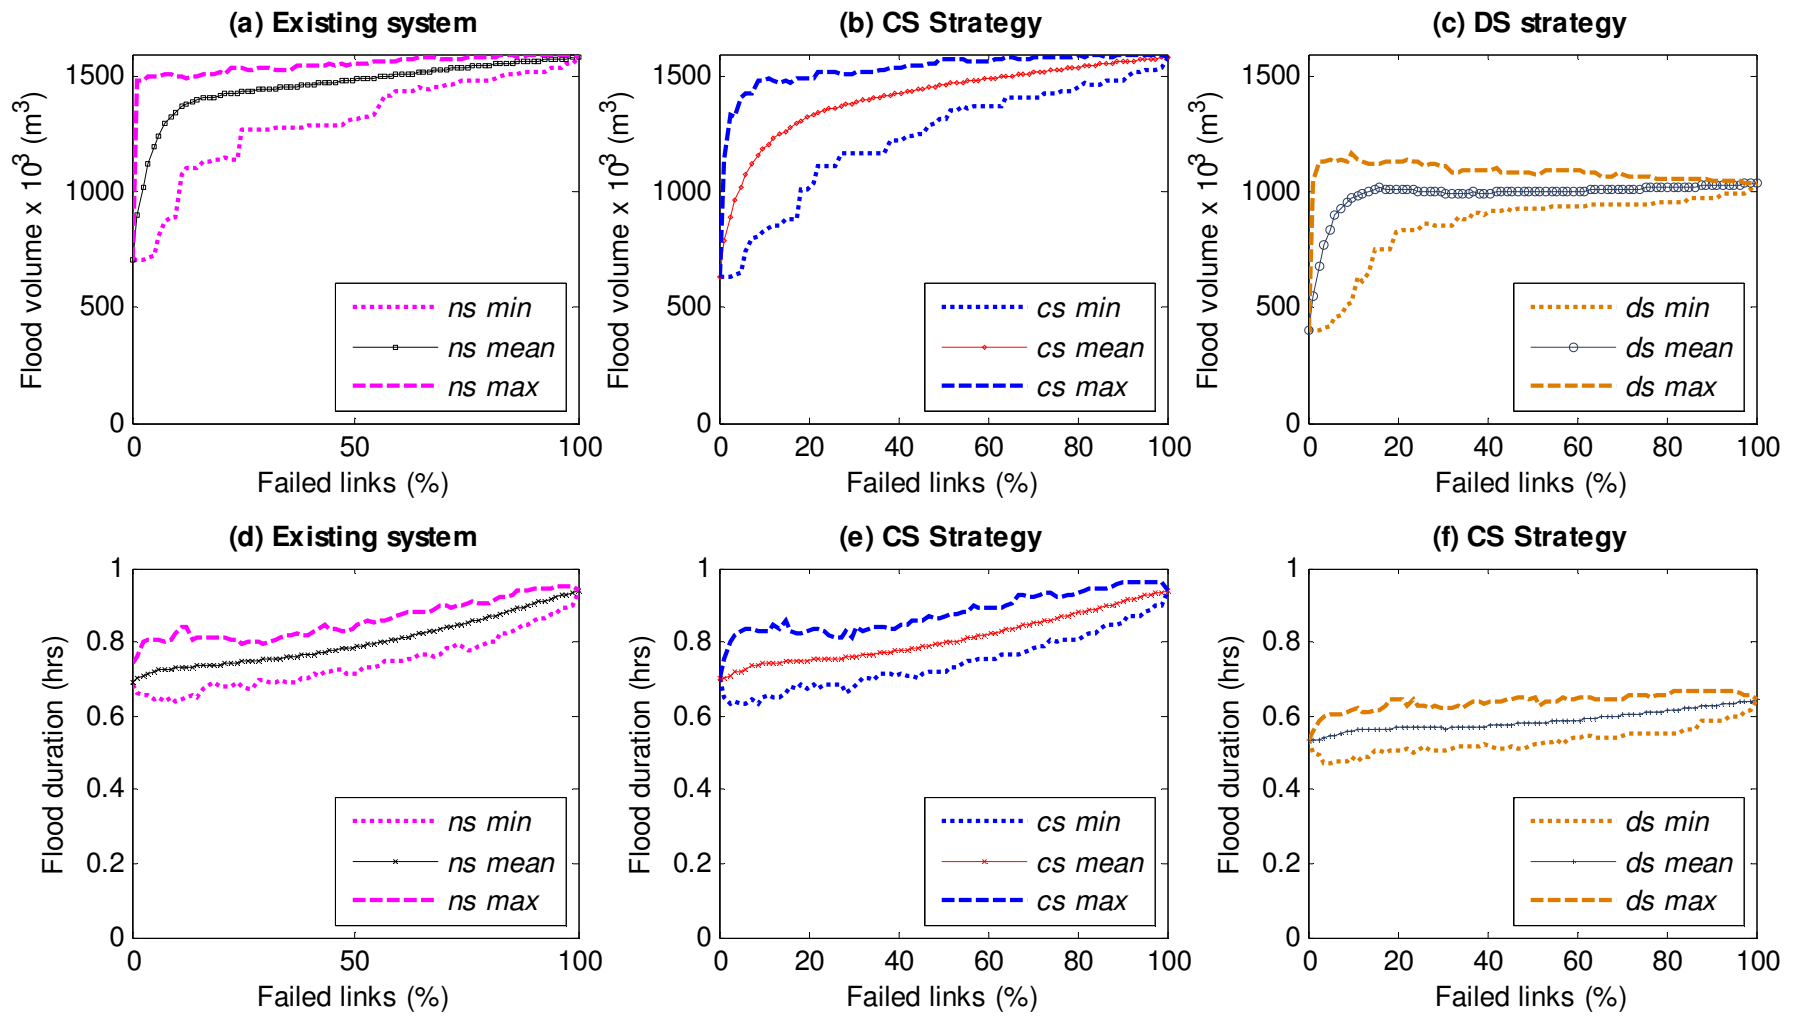 (a) Existing system
Flood volume x 10³ (m³)
1500
1000
500
0
0 50 100
Failed links (%)
ns min
ns mean
ns max
(b) CS Strategy
Flood volume x 10³ (m³)
1500
1000
500
0
0 20 40 60 80 100
Failed links (%)
cs min
cs mean
cs max
(c) DS strategy
Flood volume x 10³ (m³)
1500
1000
500
0
0 20 40 60 80 100
Failed links (%)
ds min
ds mean
ds max
(d) Existing system
Flood duration (hrs)
1
0.8
0.6
0.4
0.2
0
0 50 100
Failed links (%)
ns min
ns mean
ns max
(e) CS Strategy
Flood duration (hrs)
1
0.8
0.6
0.4
0.2
0
0 20 40 60 80 100
Failed links (%)
cs min
cs mean
cs max
(f) CS Strategy
Flood duration (hrs)
1
0.8
0.6
0.4
0.2
0
0 20 40 60 80 100
Failed links (%)
ds min
ds mean
ds max